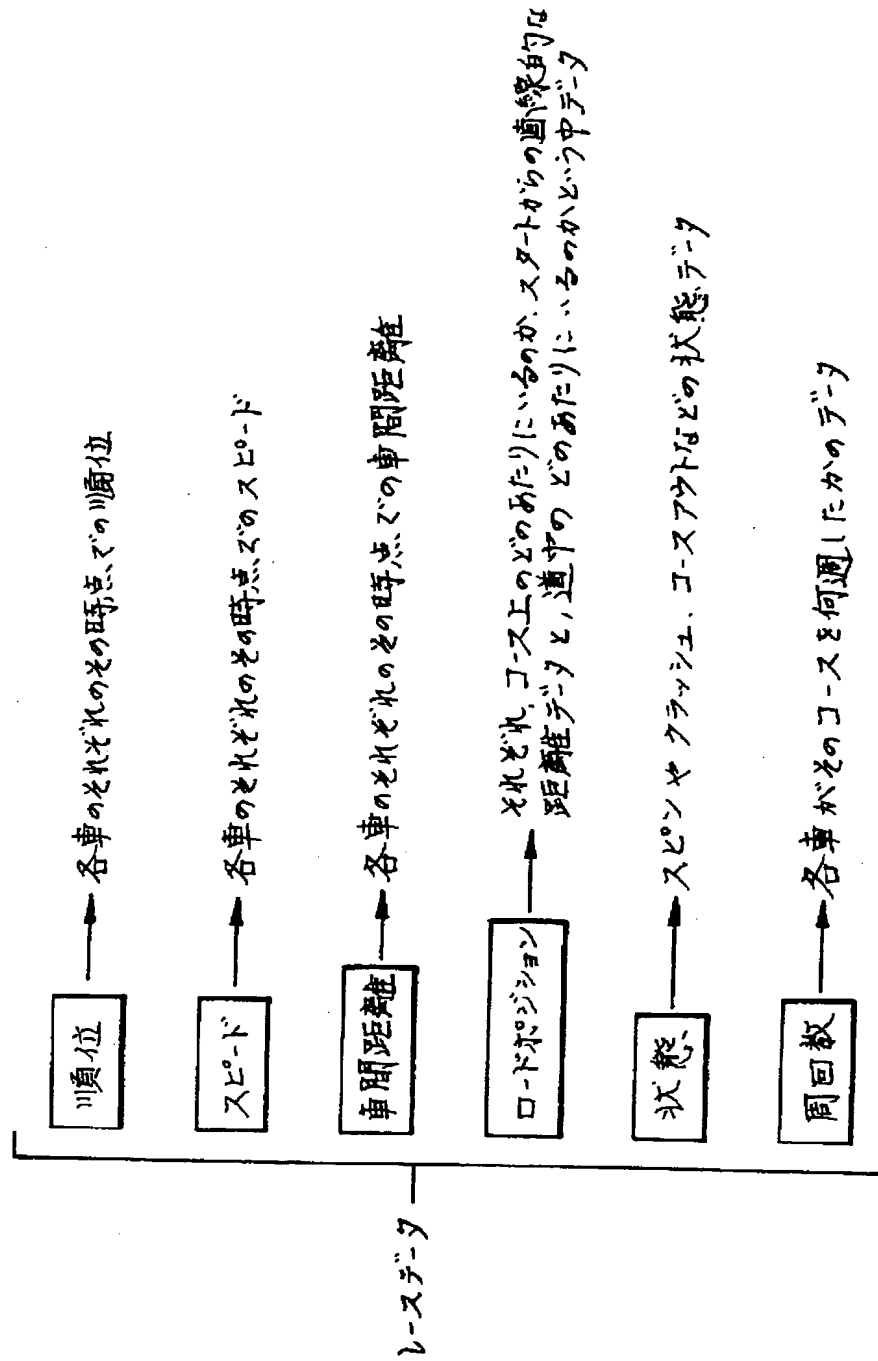 レースデータ
順位
各車のそれぞれのその時点での順位
スピード
各車のそれぞれのその時点でのスピード
車間距離
各車のそれぞれのその時点での車間距離
ロードポジション
それぞれ、コース上のどのあたりにいるのか、スタートからの直線的な
距離データと、道中のどのあたりにいるのかという中データ
状態
スピンやクラッシュ、コースアウトなどの状態データ
周回数
各車がそのコースを何週したかのデータ